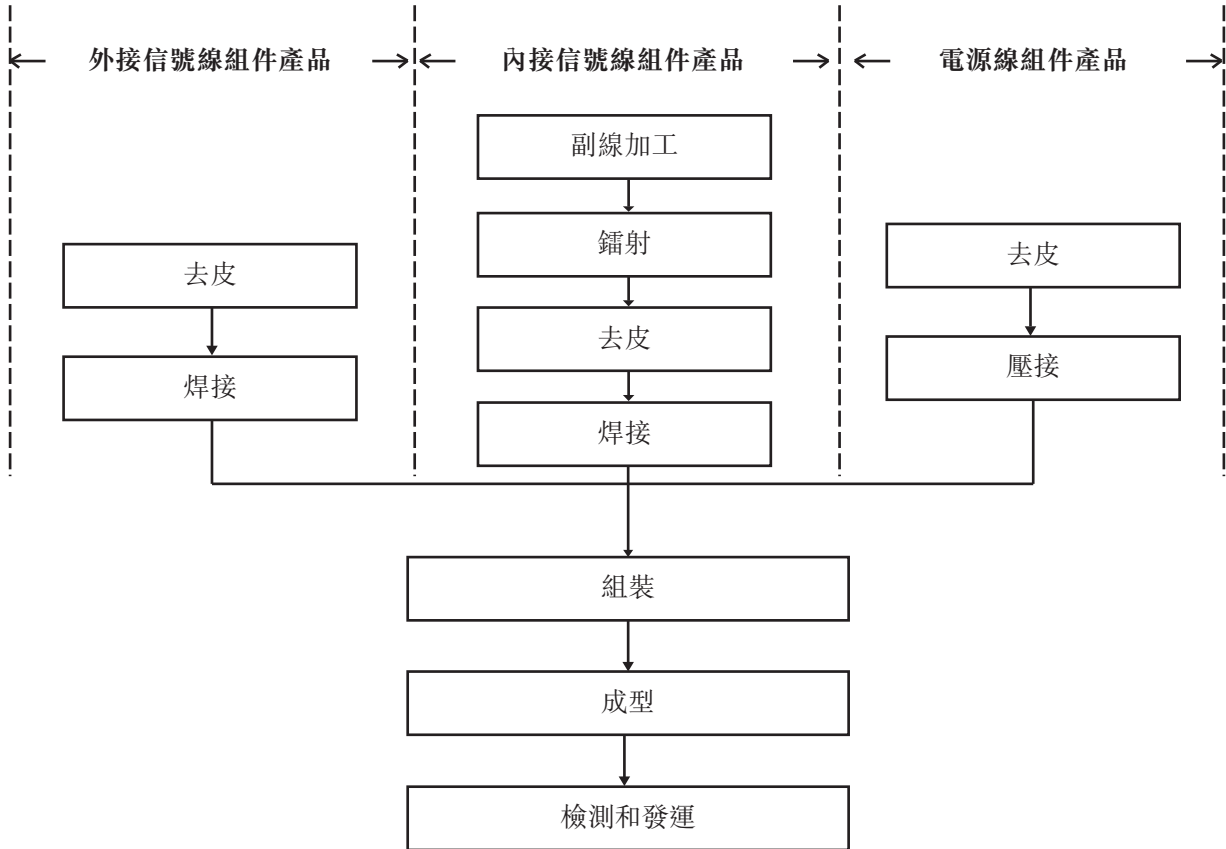 外接信號線組件產品
內接信號線組件產品
電源線組件產品
副線加工
鐳射
去皮
焊接
去皮
焊接
去皮
壓接
組裝
成型
檢測和發運